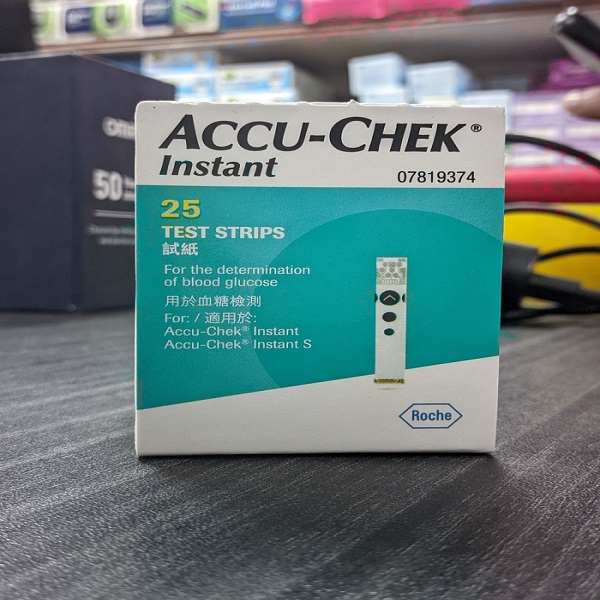 ACCU-CHEK®
Instant
07819374
25
TEST STRIPS
試紙
For the determination
of blood glucose
用於血糖檢測
For: / 適用於:
Accu-Chek® Instant
Accu-Chek® Instant S
Roche
50